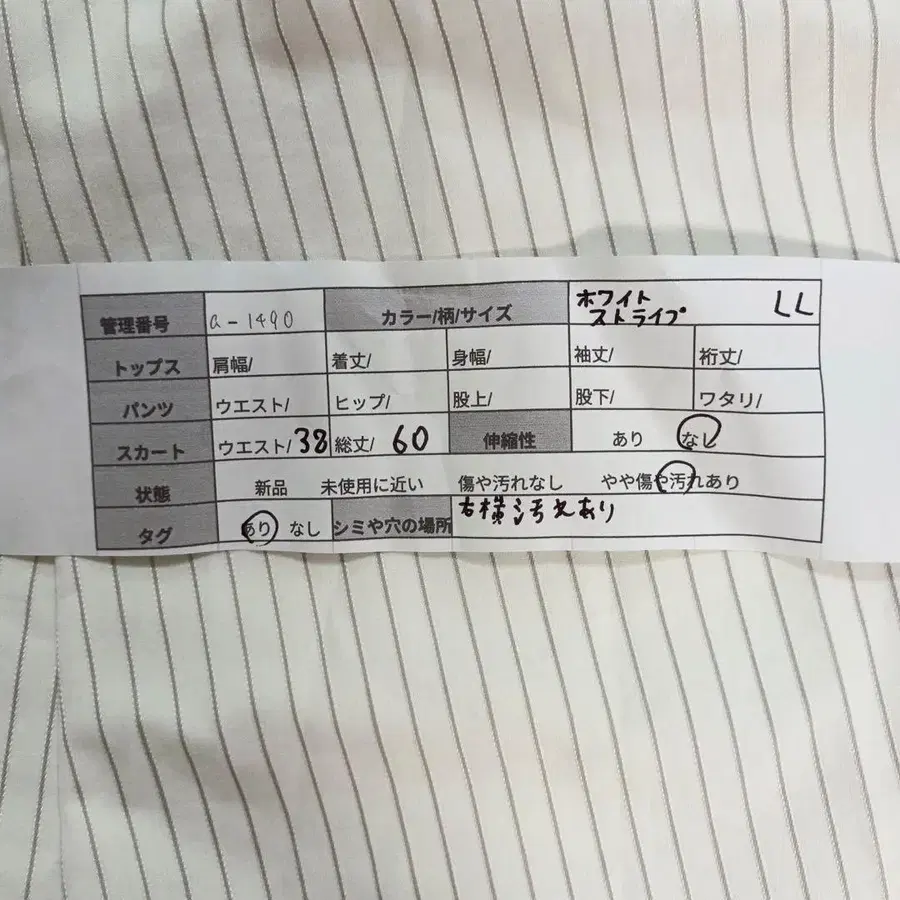 管理番号 a-1490 カラー/柄/サイズ ホワイト ストライプ LL
トップス 肩幅/ 着丈/ 身幅/ 袖丈/ 裄丈/
パンツ ウエスト/ ヒップ/ 股上/ 股下/ ワタリ/
スカート ウエスト/38 総丈/60 伸縮性 あり なし
状態 新品 未使用に近い 傷や汚れなし やや傷や汚れあり
タグ あり なし シミや穴の場所 右横汚れあり